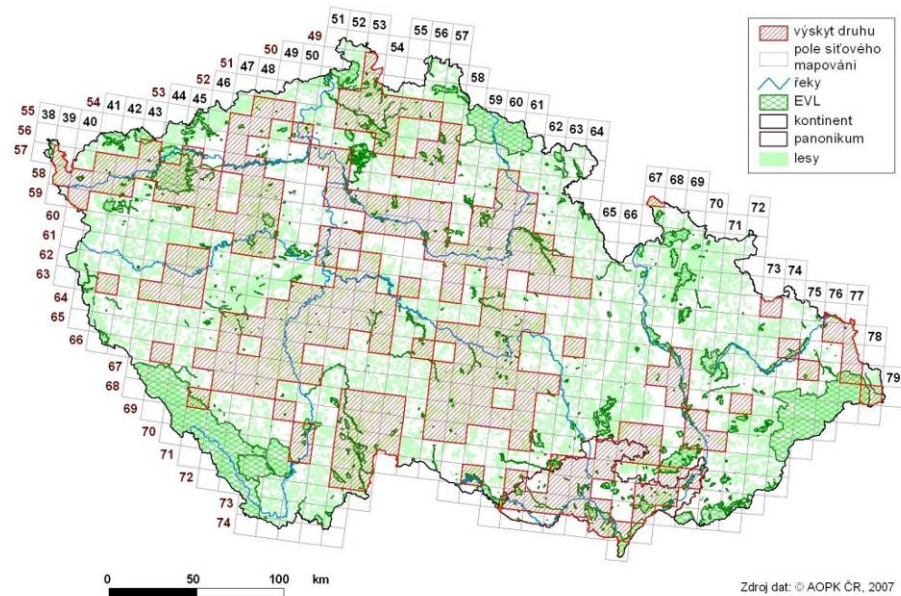 51 52 53 54 55 56 57
49
50 49 50
51 47 48
52 46
53 44 45
54 41 42 43
55 38 39 40
56
57
58
59
60
61
62
63
64
65
66
67
68
69
70
71
72
73
74
58
59 60 61
62 63 64
65 66
67 68 69
70
71 72
73 74
75 76 77
78
79
výskyt druhu
pole síťového
mapování
řeky
EVL
kontinent
panonikum
lesy
0 50 100 km
Zdroj dat: © AOPK ČR, 2007